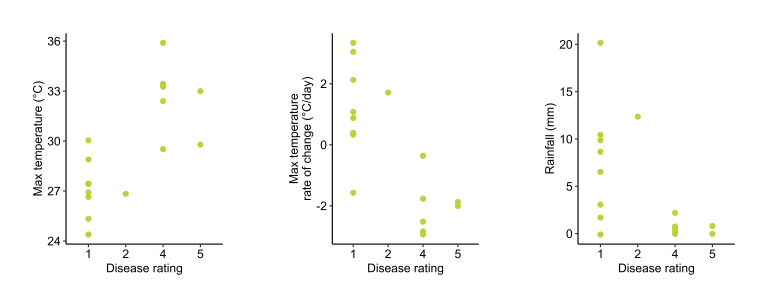 36
33
30
27
24
Max temperature (°C)
1 2 4 5
Disease rating
2
0
-2
Max temperature
rate of change (°C/day)
1 2 4 5
Disease rating
20
15
10
5
0
Rainfall (mm)
1 2 4 5
Disease rating